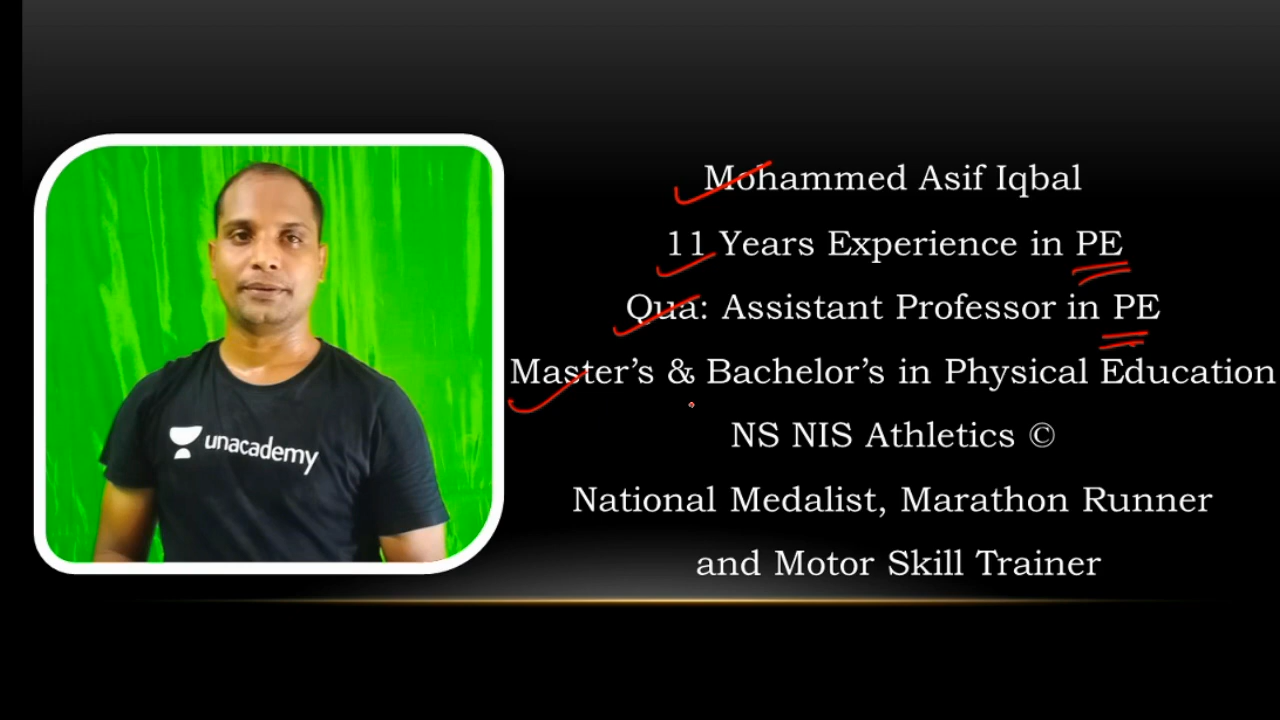 Mohammed Asif Iqbal
11 Years Experience in PE
Qua: Assistant Professor in PE
Master’s & Bachelor’s in Physical Education
NS NIS Athletics ©
National Medalist, Marathon Runner
and Motor Skill Trainer
unacademy